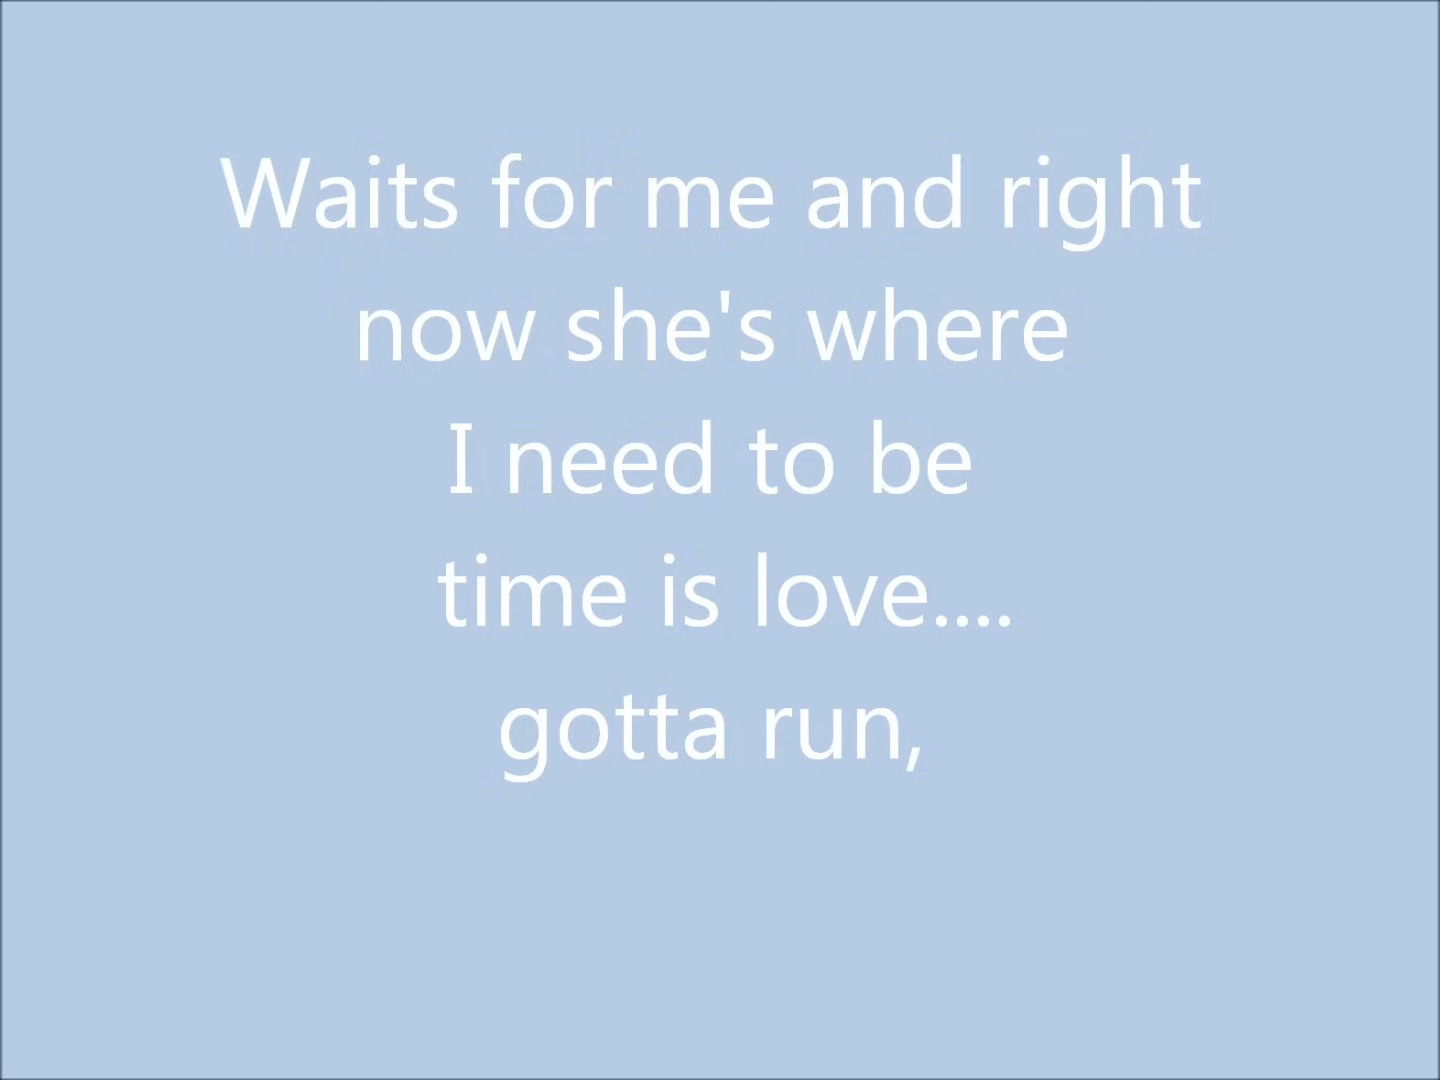 Waits for me and right
now she's where
I need to be
time is love....
gotta run,